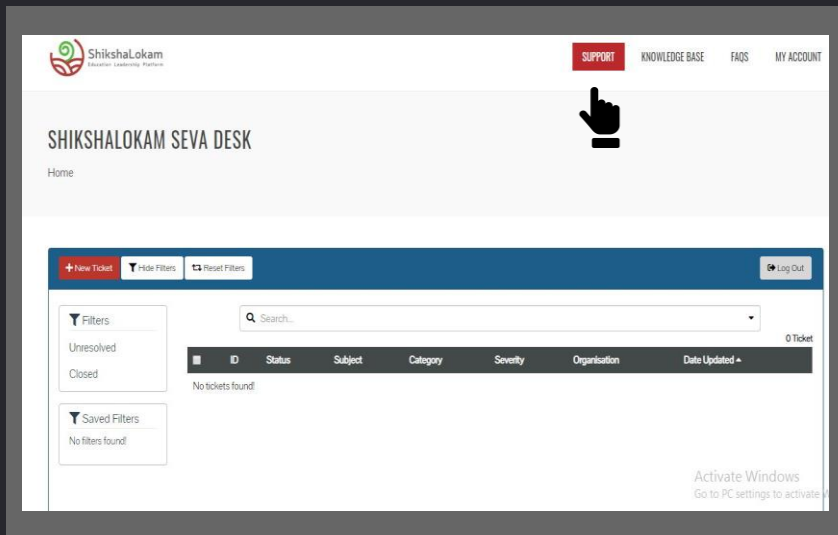 ShikshaLokam
Education Leadership Platform
SUPPORT KNOWLEDGE BASE FAQS MY ACCOUNT
SHIKSHALOKAM SEVA DESK
Home
New Ticket Hide Filters Reset Filters Log Out
Filters
Unresolved
Closed
Search...
0 Ticket
ID Status Subject Category Severity Organisation Date Updated
No tickets found!
Saved Filters
No filters found!
Activate Windows
Go to PC settings to activate